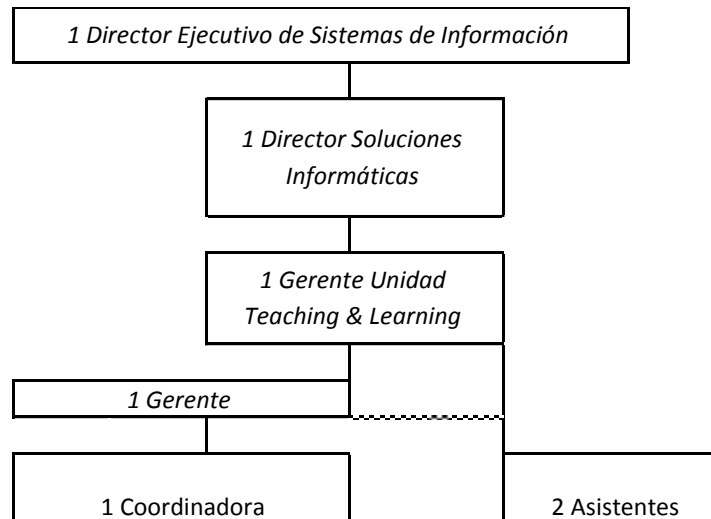 1 Director Ejecutivo de Sistemas de Información
1 Director Soluciones
Informáticas
1 Gerente Unidad
Teaching & Learning
1 Gerente
1 Coordinadora
2 Asistentes